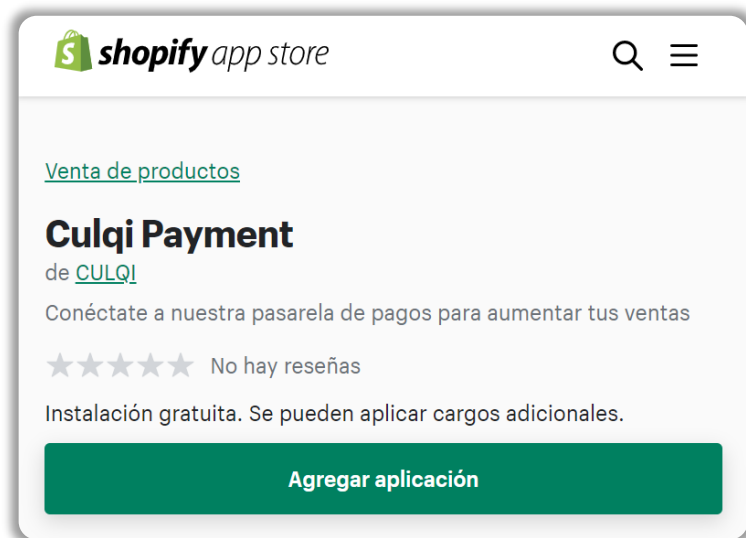 shopify app store
Venta de productos
Culqi Payment
de CULQI
Conéctate a nuestra pasarela de pagos para aumentar tus ventas
No hay reseñas
Instalación gratuita. Se pueden aplicar cargos adicionales.
Agregar aplicación